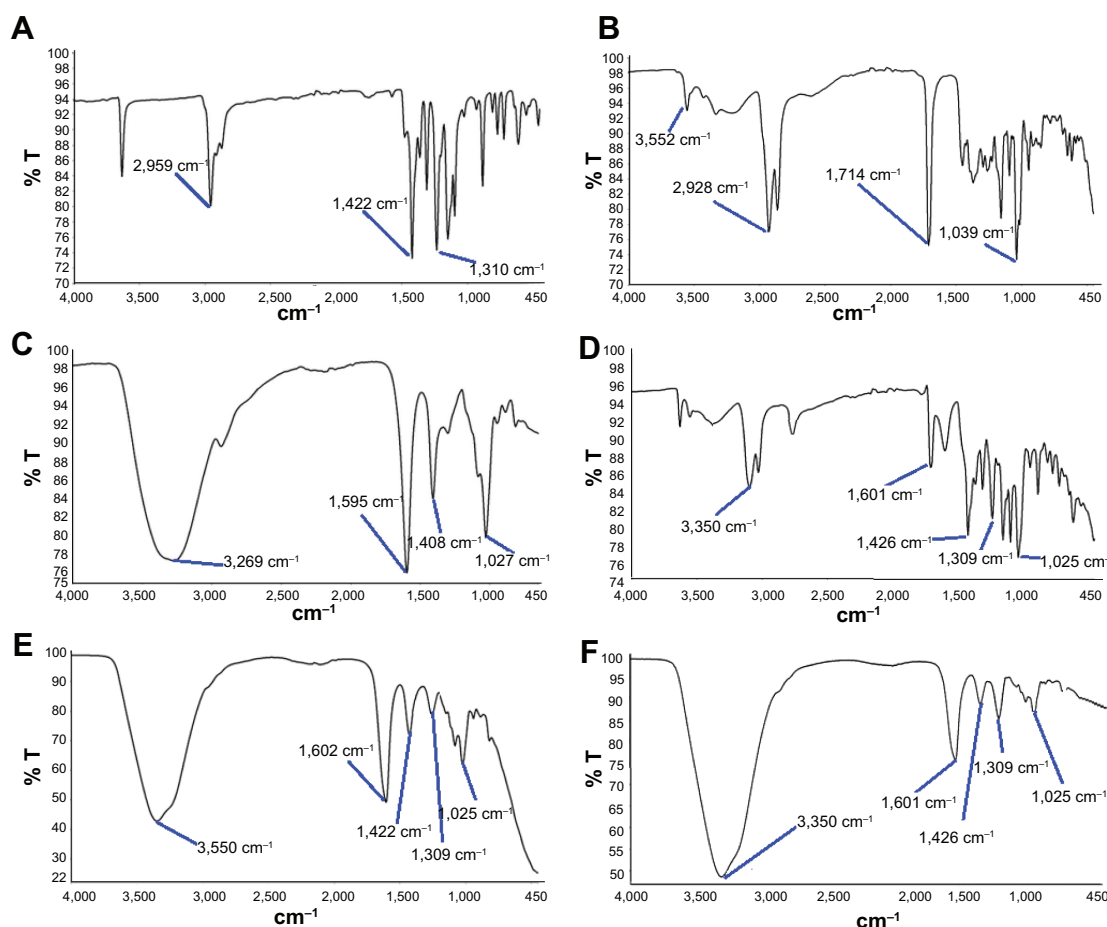 A
100
98
96
94
92
90
88
86
84
82
80
78
76
74
72
70
% T
2,959 cm⁻¹
1,422 cm⁻¹
1,310 cm⁻¹
4,000 3,500 3,000 2,500 2,000 1,500 1,000 450
cm⁻¹
B
100
98
96
94
92
90
88
86
84
82
80
78
76
74
72
70
% T
3,552 cm⁻¹
2,928 cm⁻¹
1,714 cm⁻¹
1,039 cm⁻¹
4,000 3,500 3,000 2,500 2,000 1,500 1,000 450
cm⁻¹
C
100
98
96
94
92
90
88
86
84
82
80
78
76
75
% T
1,595 cm⁻¹
1,408 cm⁻¹
3,269 cm⁻¹
1,027 cm⁻¹
4,000 3,500 3,000 2,500 2,000 1,500 1,000 450
cm⁻¹
D
100
98
96
94
92
90
88
86
84
82
80
78
76
74
% T
1,601 cm⁻¹
3,350 cm⁻¹
1,426 cm⁻¹
1,309 cm⁻¹
1,025 cm⁻¹
4,000 3,500 3,000 2,500 2,000 1,500 1,000 450
cm⁻¹
E
100
90
80
70
60
50
40
30
22
% T
1,602 cm⁻¹
1,025 cm⁻¹
1,422 cm⁻¹
3,550 cm⁻¹
1,309 cm⁻¹
4,000 3,500 3,000 2,500 2,000 1,500 1,000 450
cm⁻¹
F
100
95
90
85
80
75
70
65
60
55
50
% T
1,309 cm⁻¹
1,601 cm⁻¹
1,025 cm⁻¹
3,350 cm⁻¹
1,426 cm⁻¹
4,000 3,500 3,000 2,500 2,000 1,500 1,000 450
cm⁻¹